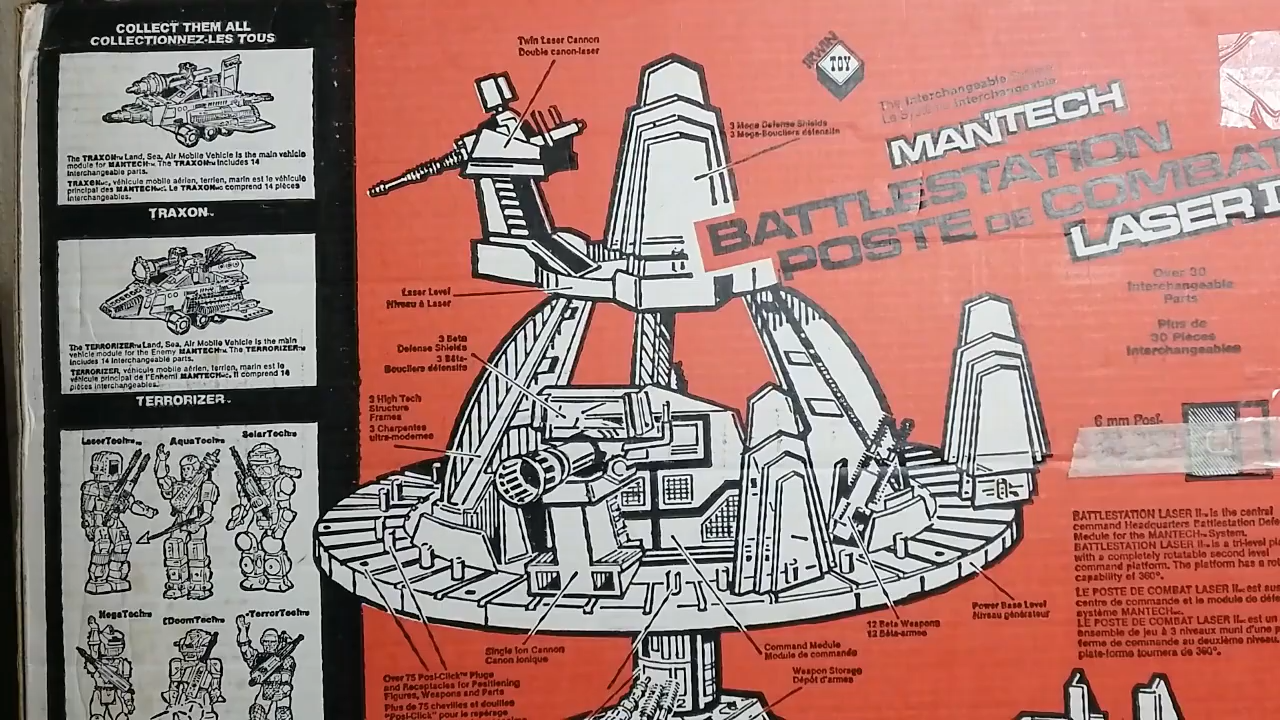 COLLECT THEM ALL
COLLECTIONNEZ-LES TOUS
The TRAXON™ Land, Sea, Air Mobile Vehicle is the main vehicle
module for MANTECH™. The TRAXON™ includes 14
interchangeable parts.
TRAXON™, véhicule mobile aérien, terrien, marin est le véhicule
principal des MANTECH™. Le TRAXON™ comprend 14 pièces
interchangeables.
TRAXON™
The TERRORIZER™ Land, Sea, Air Mobile Vehicle is the main
vehicle module for the Enemy MANTECH™. The TERRORIZER™
includes 14 interchangeable parts.
TERRORIZER, véhicule mobile aérien, terrien, marin est le
véhicule principal de l'Ennemi MANTECH™. Il comprend 14
pièces interchangeables.
TERRORIZER™
LaserTech™
AquaTech™
SolarTech™
NegaTech™
DoomTech™
TerrorTech™
Twin Laser Cannon
Double canon-laser
IRWIN
TOY
3 Mega Defense Shields
3 Mega-Boucliers défensifs
The Interchangeable
Le Système Interchangeable
MANTECH
BATTLESTATION
POSTE DE COMBAT
LASER I
Over 30
Interchangeable
Parts
Plus de
30 Pièces
Interchangeables
Laser Level
Niveau à Laser
3 Beta
Defense Shields
3 Bêta-
Boucliers défensifs
3 High Tech
Structure
Frames
3 Charpentes
ultra-modernes
6 mm Posi-
BATTLESTATION LASER II™ is the central
command Headquarters Battlestation Defe
Module for the MANTECH™ System.
BATTLESTATION LASER II™ is a tri-level pla
with a completely rotatable second level
command platform. The platform has a rot
capability of 360°.
LE POSTE DE COMBAT LASER II™ est aus
centre de commande et le module de défe
système MANTECH™.
LE POSTE DE COMBAT LASER II™ est un
ensemble de jeu à 3 niveaux muni d'une p
forme de commande au deuxième niveau.
plate-forme tournera de 360°.
Power Base Level
Niveau générateur
12 Beta Weapons
12 Bêta-armes
Command Module
Module de commande
Single Ion Cannon
Canon ionique
Weapon Storage
Dépôt d'armes
Over 75 Posi-Click™ Plugs
and Receptacles for Positioning
Figures, Weapons and Parts
Plus de 75 chevilles et douilles
"Posi-Click" pour le repérage